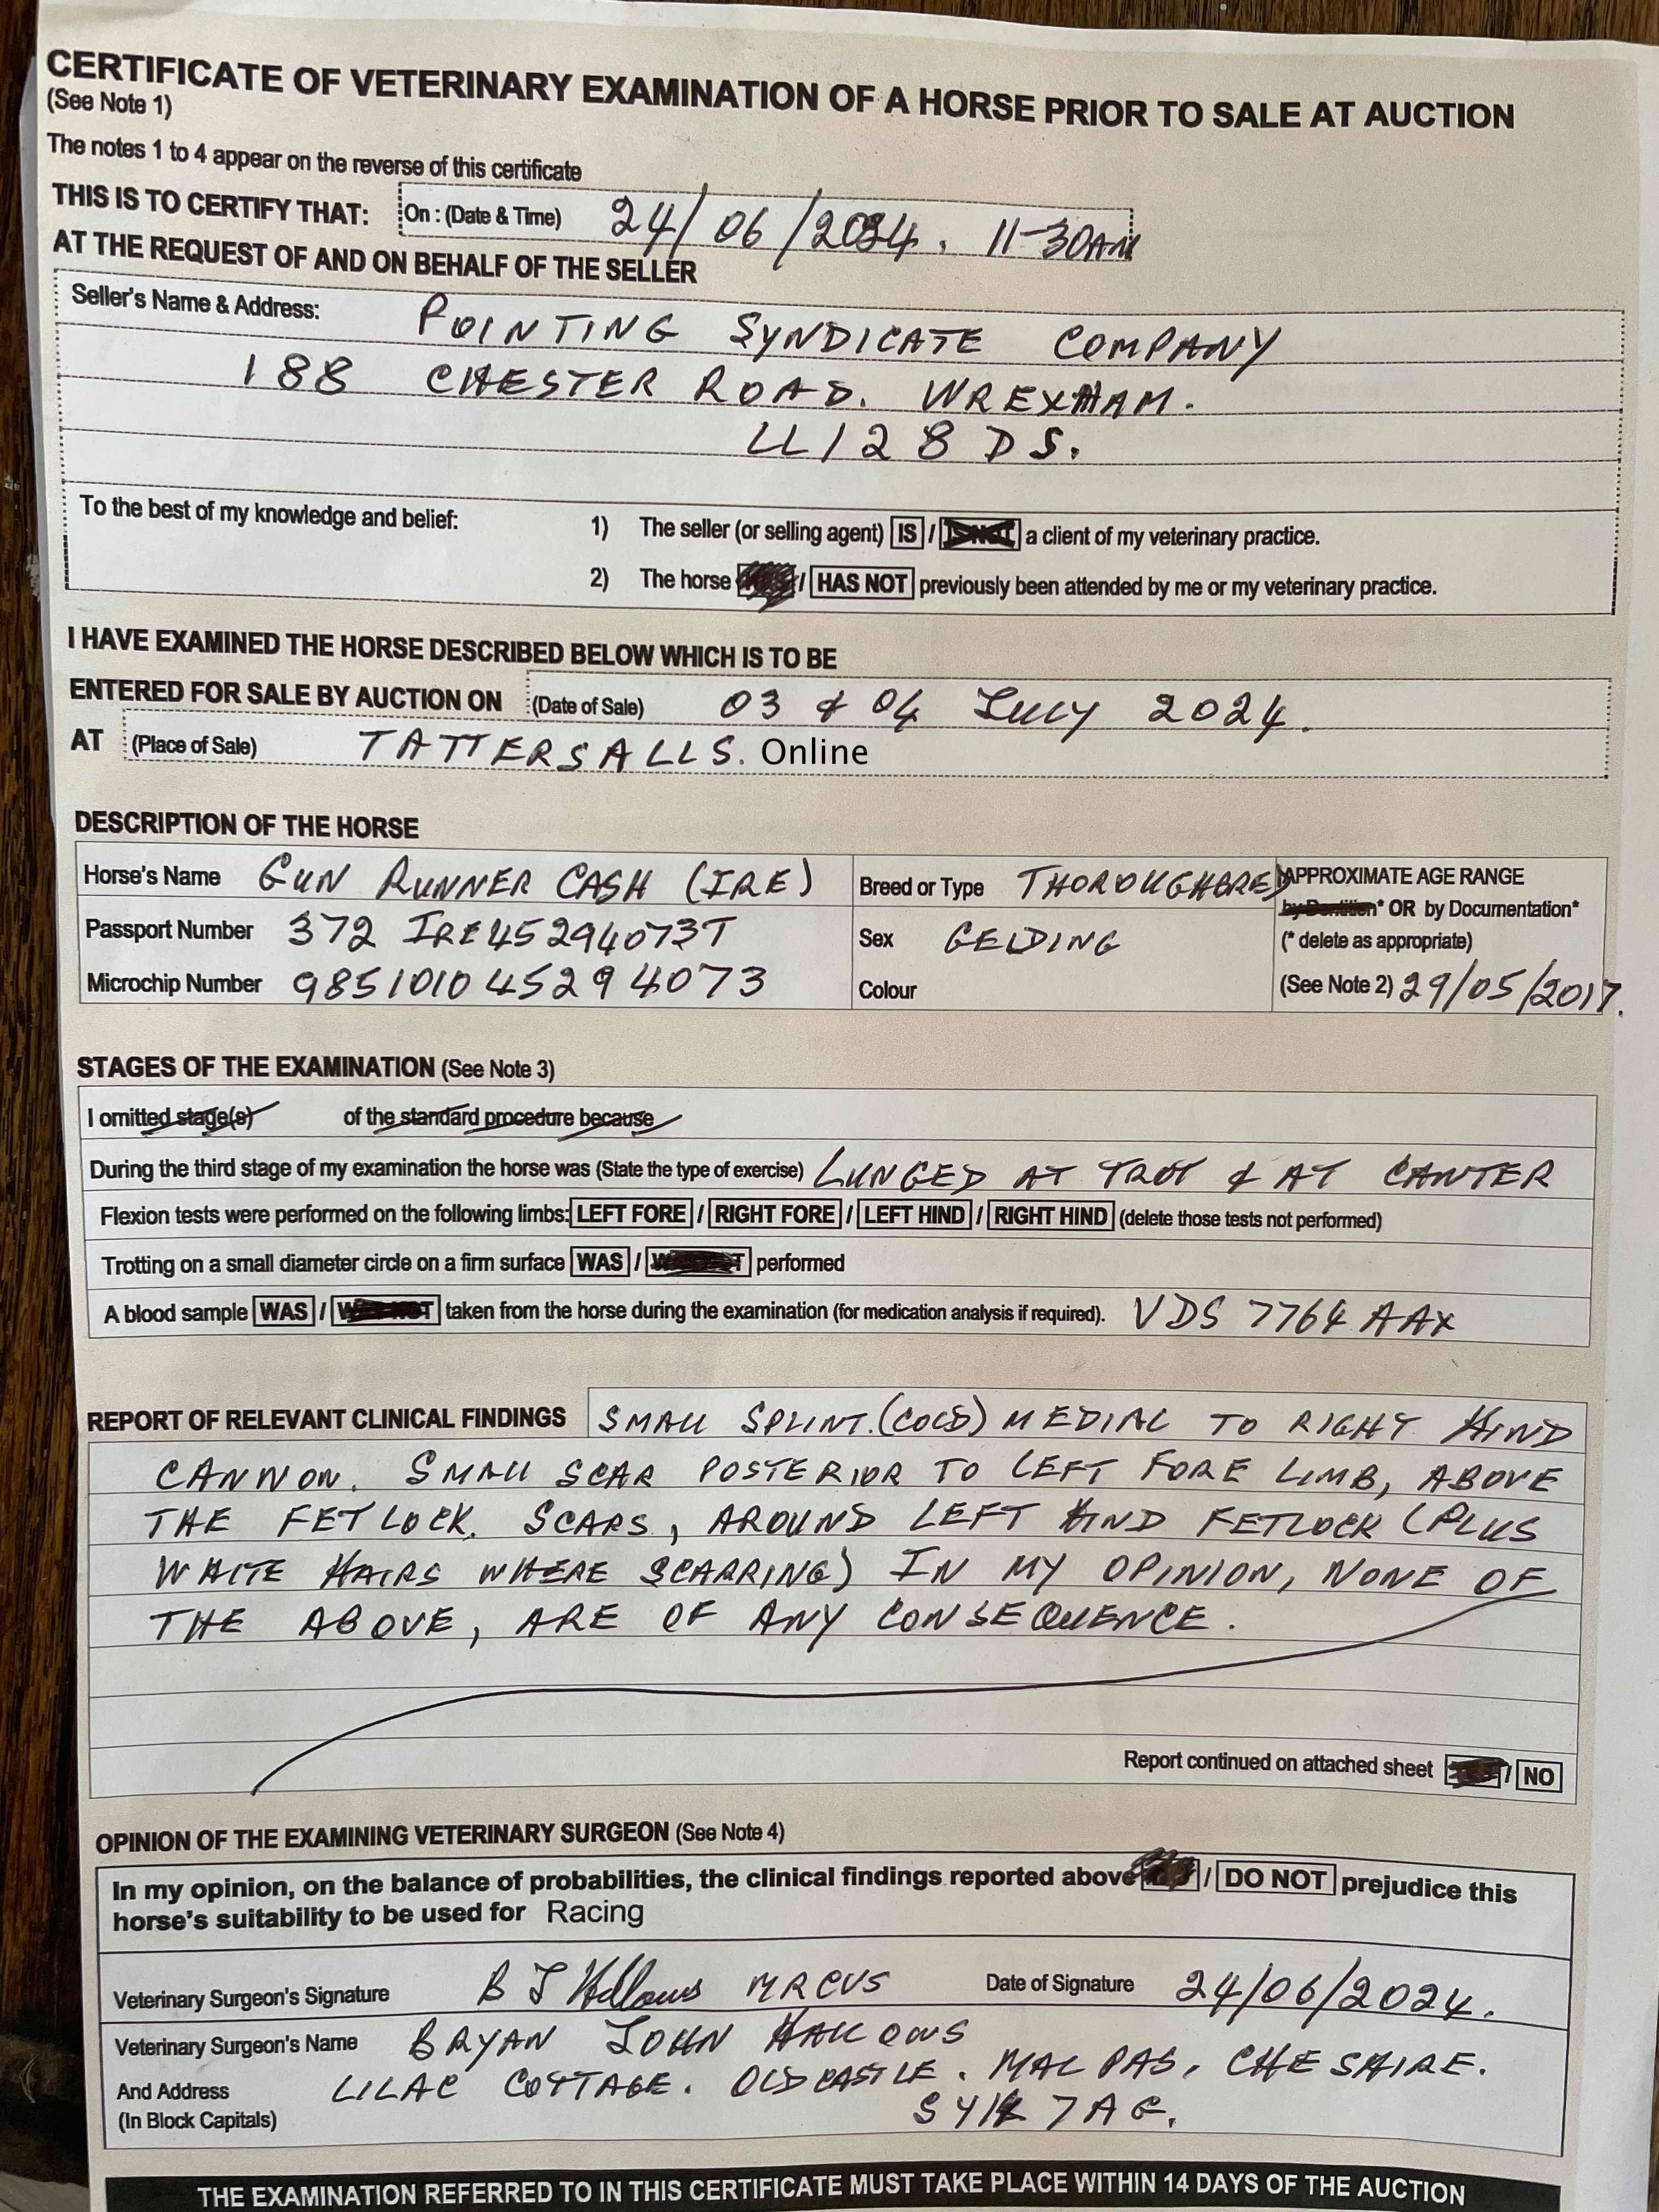 CERTIFICATE OF VETERINARY EXAMINATION OF A HORSE PRIOR TO SALE AT AUCTION
(See Note 1)
The notes 1 to 4 appear on the reverse of this certificate
THIS IS TO CERTIFY THAT: On : (Date & Time) 24/06/2024. 11-30AM
AT THE REQUEST OF AND ON BEHALF OF THE SELLER
Seller's Name & Address: POINTING SYNDICATE COMPANY
188 CHESTER ROAD. WREXHAM.
LL12 8DS.
To the best of my knowledge and belief: 1) The seller (or selling agent) IS / IS NOT a client of my veterinary practice.
2) The horse / HAS NOT previously been attended by me or my veterinary practice.
I HAVE EXAMINED THE HORSE DESCRIBED BELOW WHICH IS TO BE
ENTERED FOR SALE BY AUCTION ON (Date of Sale) 03 & 04 JULY 2024.
AT (Place of Sale) TATTERSALLS. Online
DESCRIPTION OF THE HORSE
Horse's Name GUN RUNNER CASH (IRE) Breed or Type THOROUGHBRED APPROXIMATE AGE RANGE
by Dentition* OR by Documentation*
Passport Number 372 IRE45294073T Sex GELDING (* delete as appropriate)
Microchip Number 985101045294073 Colour (See Note 2) 29/05/2017.
STAGES OF THE EXAMINATION (See Note 3)
I omitted stage(s) of the standard procedure because
During the third stage of my examination the horse was (State the type of exercise) LUNGED AT TROT & AT CANTER
Flexion tests were performed on the following limbs: LEFT FORE / RIGHT FORE / LEFT HIND / RIGHT HIND (delete those tests not performed)
Trotting on a small diameter circle on a firm surface WAS / WAS NOT performed
A blood sample WAS / WAS NOT taken from the horse during the examination (for medication analysis if required). VDS 7764 AAX
REPORT OF RELEVANT CLINICAL FINDINGS SMALL SPLINT. (COLD) MEDIAL TO RIGHT HIND
CANNON. SMALL SCAR POSTERIOR TO LEFT FORE LIMB, ABOVE
THE FETLOCK. SCARS, AROUND LEFT HIND FETLOCK (PLUS
WHITE HAIRS WHERE SCARRING) IN MY OPINION, NONE OF
THE ABOVE, ARE OF ANY CONSEQUENCE.
Report continued on attached sheet / NO
OPINION OF THE EXAMINING VETERINARY SURGEON (See Note 4)
In my opinion, on the balance of probabilities, the clinical findings reported above / DO NOT prejudice this
horse's suitability to be used for Racing
Veterinary Surgeon's Signature B J Hallows MRCVS Date of Signature 24/06/2024.
Veterinary Surgeon's Name BRYAN JOHN HALLOWS
And Address LILAC COTTAGE. OLDCASTLE. MALPAS, CHESHIRE.
(In Block Capitals) 7AG.
THE EXAMINATION REFERRED TO IN THIS CERTIFICATE MUST TAKE PLACE WITHIN 14 DAYS OF THE AUCTION